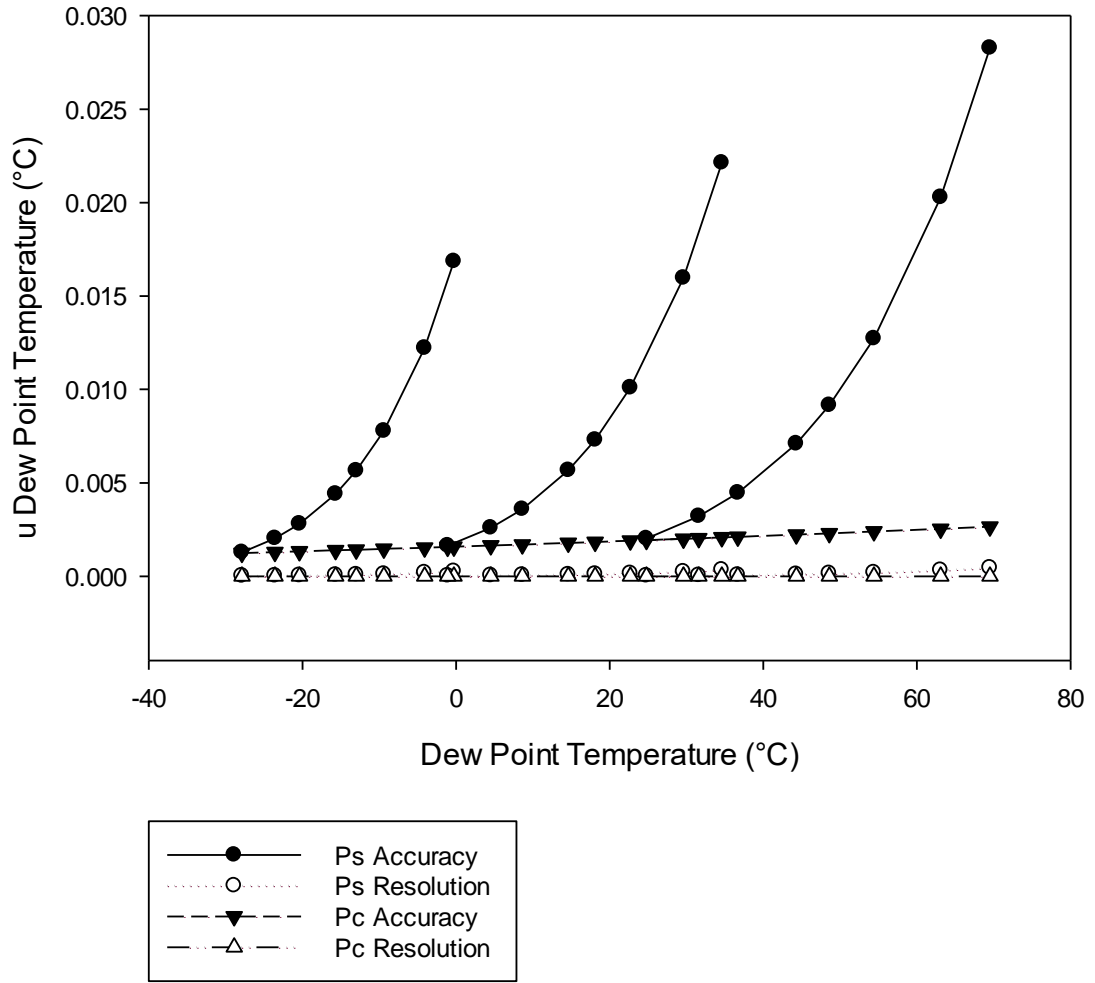 0.030
0.025
0.020
0.015
0.010
0.005
0.000
u Dew Point Temperature (°C)
-40 -20 0 20 40 60 80
Dew Point Temperature (°C)
Ps Accuracy
Ps Resolution
Pc Accuracy
Pc Resolution